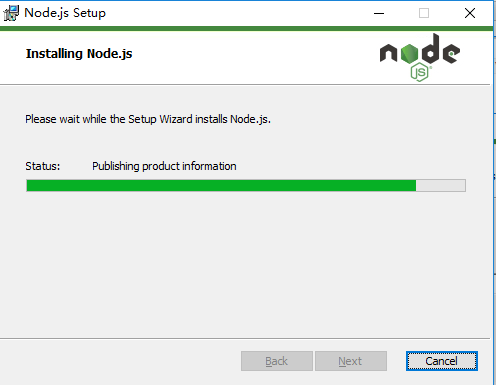 Node.js Setup
Installing Node.js
node
JS
Please wait while the Setup Wizard installs Node.js.
Status: Publishing product information
Back Next Cancel